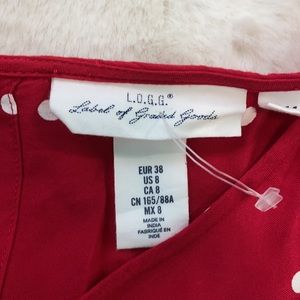 L.O.G.G.®
Label of Graded Goods
EUR 38
US 8
CA 8
CN 165/88A
MX 8
MADE IN
INDIA
FABRIQUÉ EN
INDE